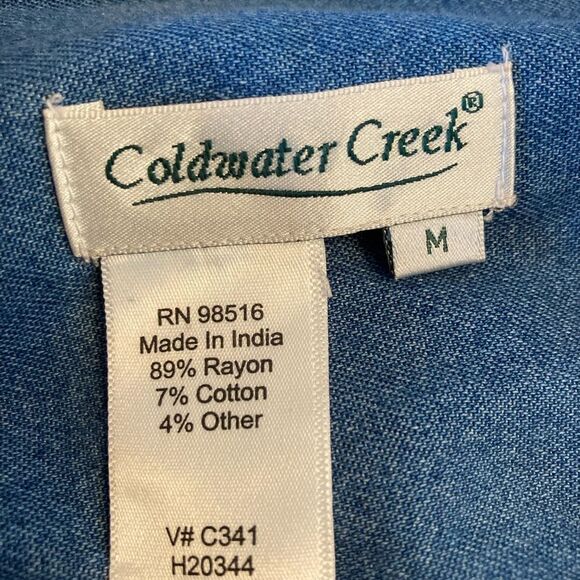 Coldwater Creek®
M
RN 98516
Made In India
89% Rayon
7% Cotton
4% Other
V# C341
H20344